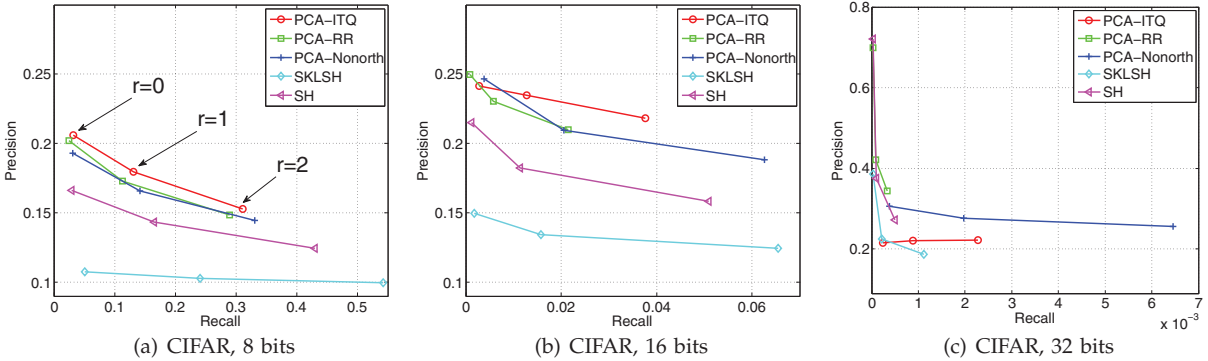 PCA-ITQ
PCA-RR
PCA-Nonorth
SKLSH
SH
r=0
r=1
r=2
0.25
0.2
0.15
0.1
Precision
0 0.1 0.2 0.3 0.4 0.5
Recall
(a) CIFAR, 8 bits
PCA-ITQ
PCA-RR
PCA-Nonorth
SKLSH
SH
0.25
0.2
0.15
0.1
Precision
0 0.02 0.04 0.06
Recall
(b) CIFAR, 16 bits
PCA-ITQ
PCA-RR
PCA-Nonorth
SKLSH
SH
0.8
0.6
0.4
0.2
Precision
0 1 2 3 4 5 6 7
Recall
x 10⁻³
(c) CIFAR, 32 bits